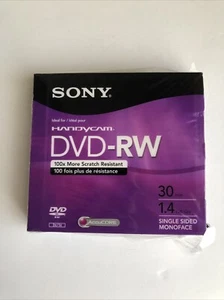 SONY
Ideal for / Idéal pour
HANDYCAM
DVD-RW
100x More Scratch Resistant
100 fois plus de résistance
30
1.4
SINGLE SIDED
MONOFACE
DVD